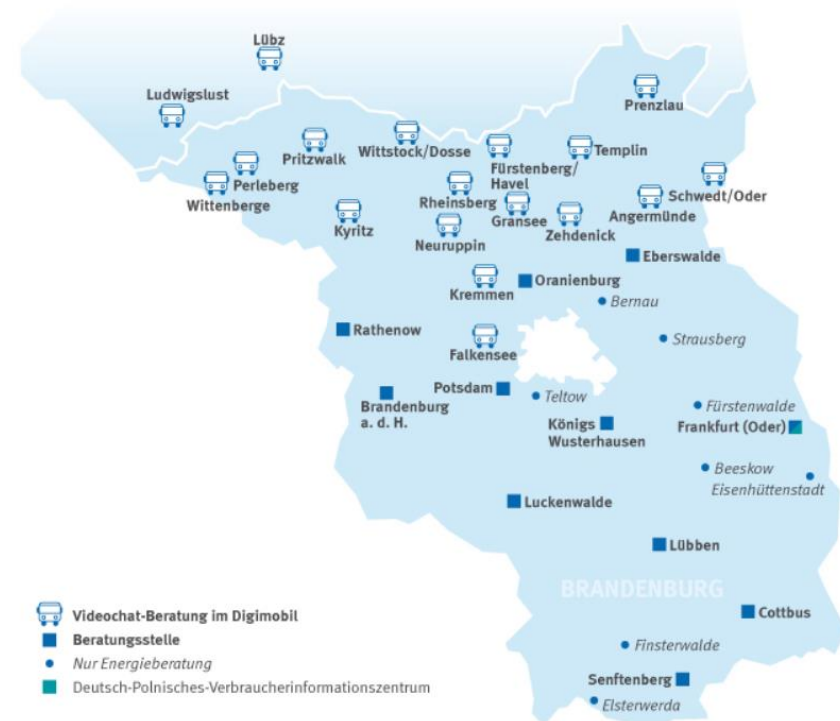 Lübz
Ludwigslust
Prenzlau
Pritzwalk
Wittstock/Dosse
Templin
Fürstenberg/
Havel
Perleberg
Wittenberge
Rheinsberg
Schwedt/Oder
Gransee
Angermünde
Kyritz
Zehdenick
Neuruppin
Eberswalde
Oranienburg
Kremmen
Bernau
Rathenow
Strausberg
Falkensee
Potsdam
Teltow
Brandenburg
a. d. H.
Fürstenwalde
Königs
Wusterhausen
Frankfurt (Oder)
Beeskow
Eisenhüttenstadt
Luckenwalde
Lübben
BRANDENBURG
Cottbus
Finsterwalde
Senftenberg
Elsterwerda
Videochat-Beratung im Digimobil
Beratungsstelle
Nur Energieberatung
Deutsch-Polnisches-Verbraucherinformationszentrum